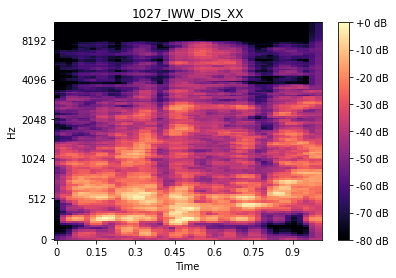 1027_IWW_DIS_XX
Hz
8192
4096
2048
1024
512
0
0 0.15 0.3 0.45 0.6 0.75 0.9
Time
+0 dB
-10 dB
-20 dB
-30 dB
-40 dB
-50 dB
-60 dB
-70 dB
-80 dB